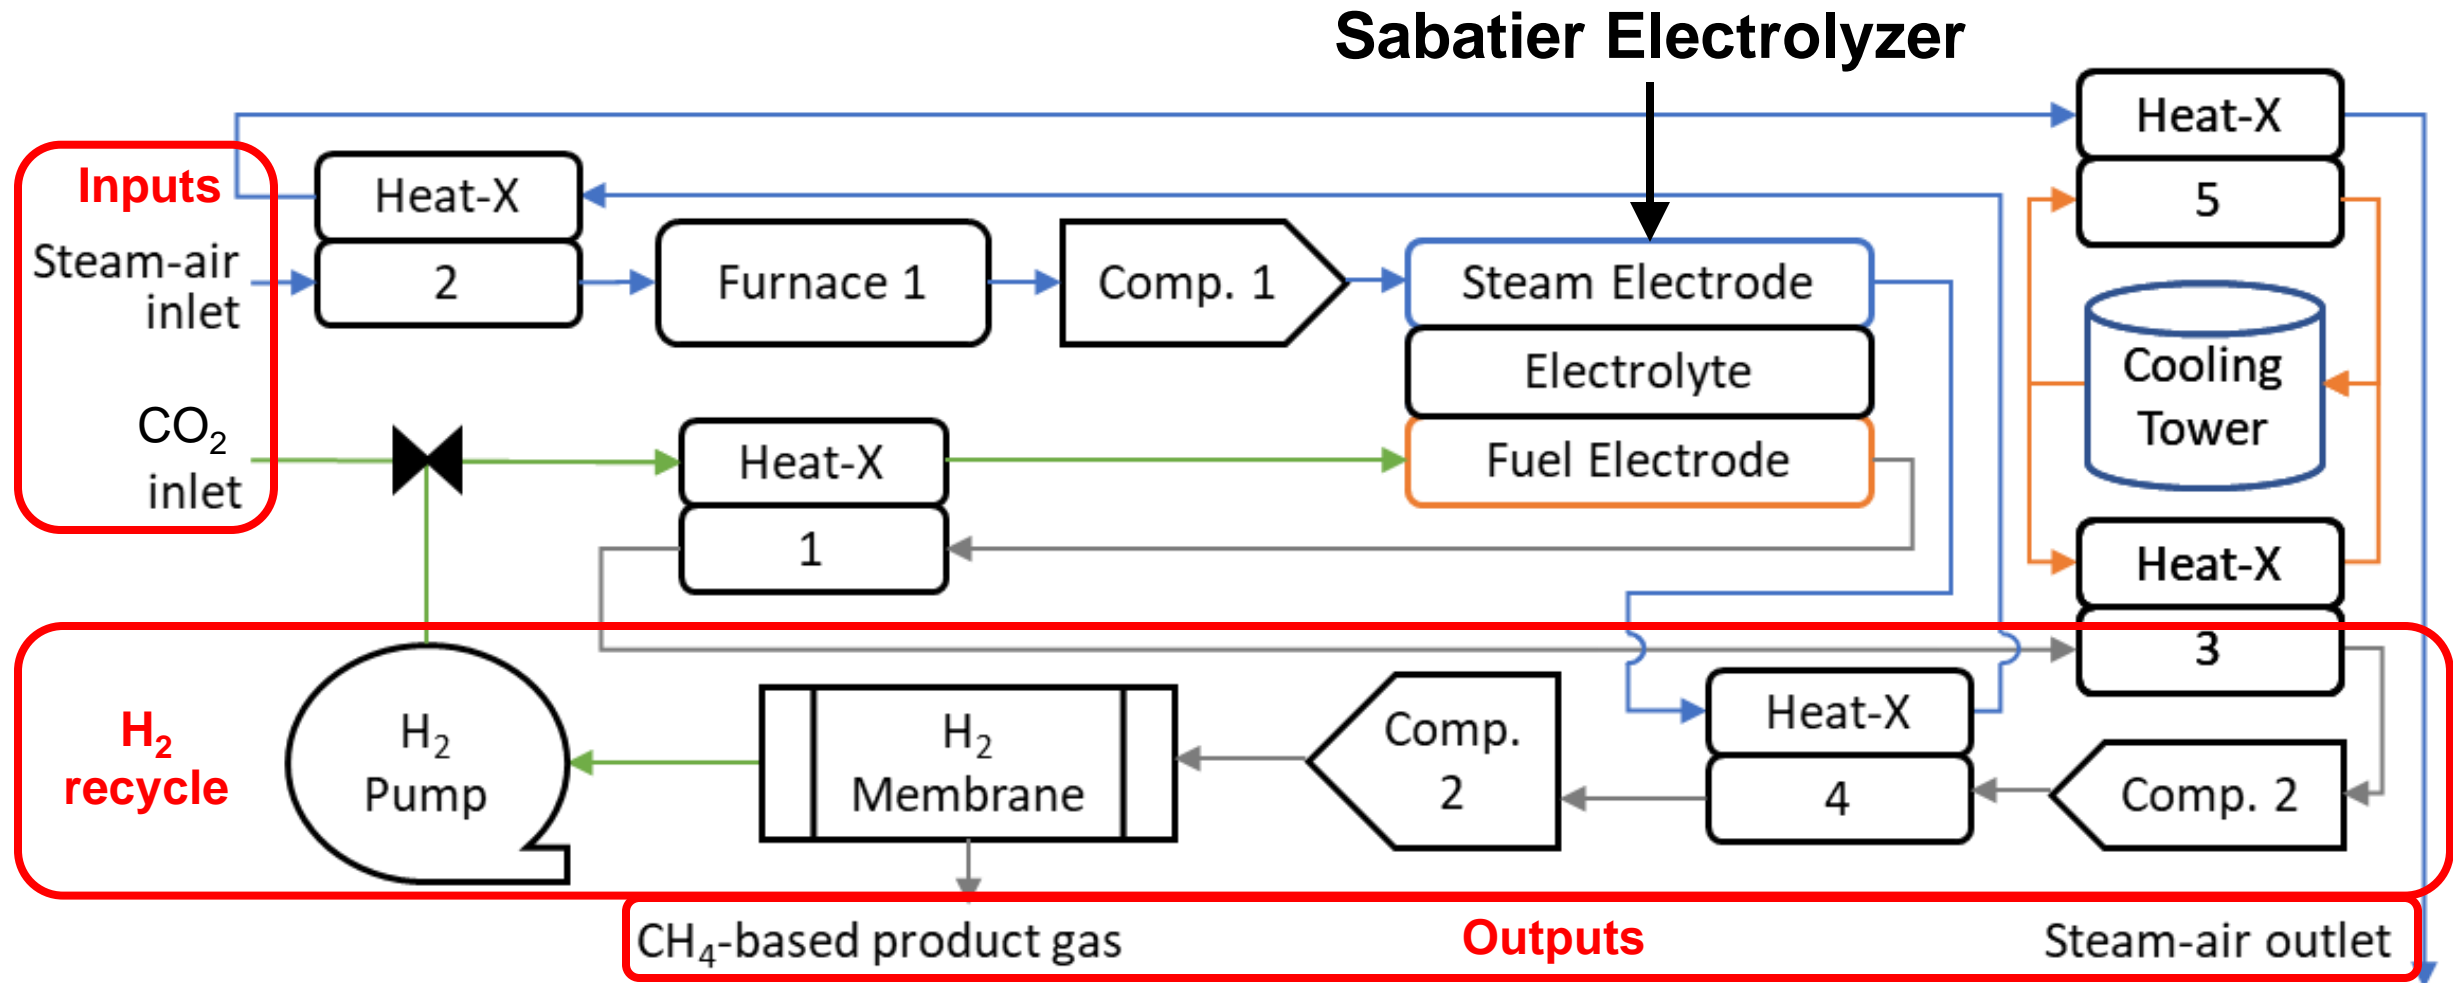 Sabatier Electrolyzer
Inputs
Steam-air
inlet
CO₂
inlet
Heat-X
2
Furnace 1
Comp. 1
Steam Electrode
Electrolyte
Fuel Electrode
Heat-X
1
Heat-X
5
Cooling
Tower
Heat-X
3
H₂
recycle
H₂
Pump
H₂
Membrane
Comp.
2
Heat-X
4
Comp. 2
CH₄-based product gas
Outputs
Steam-air outlet